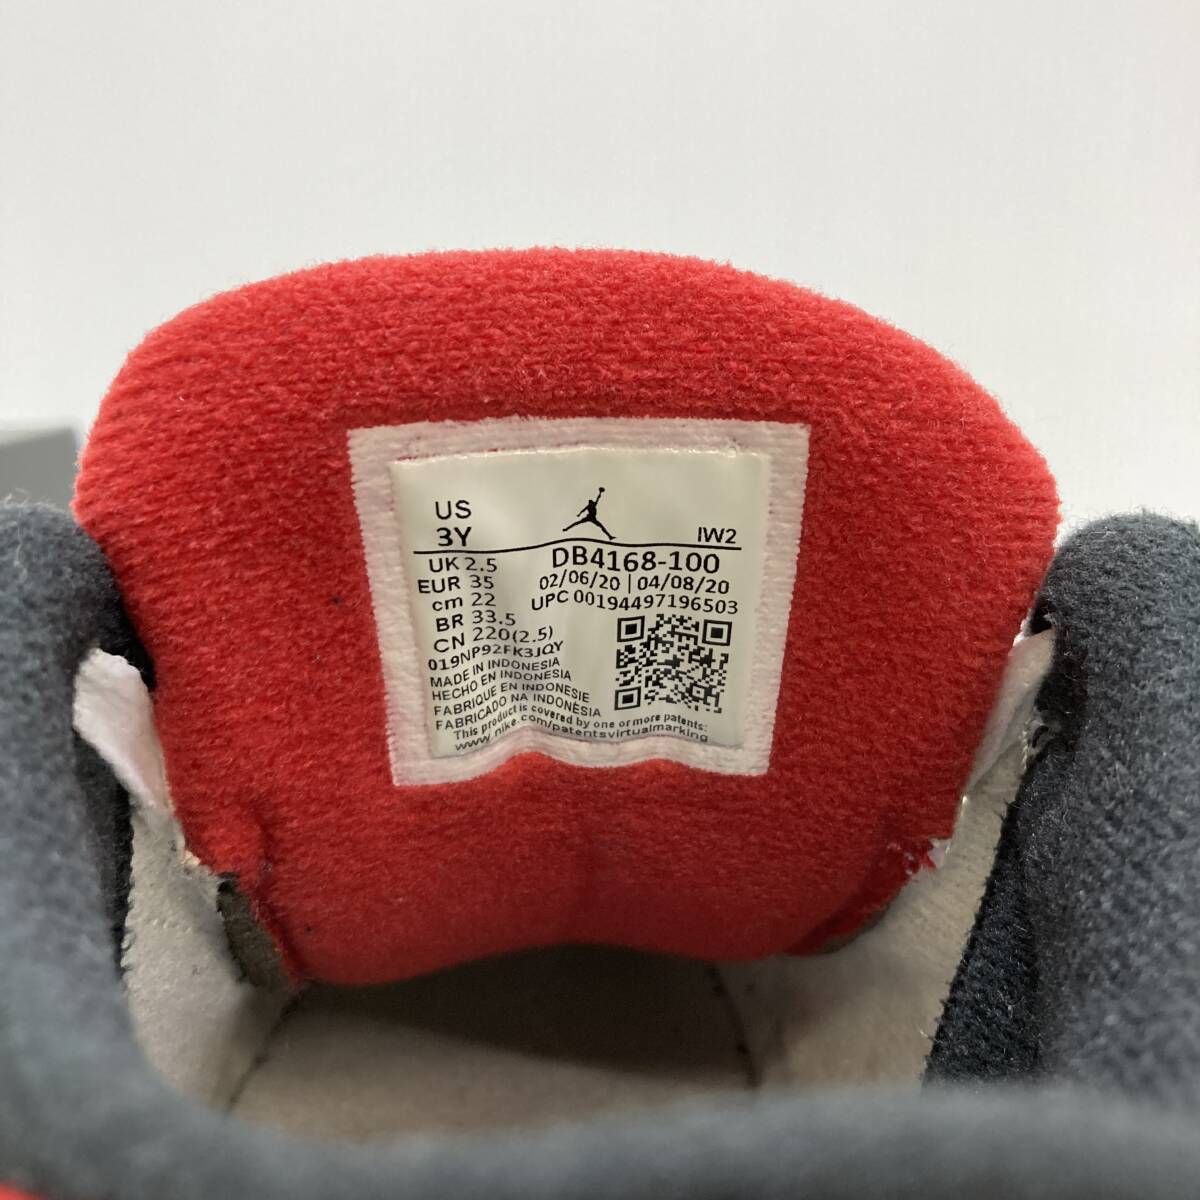 US
3Y
IW2
UK 2.5
DB4168-100
EUR 35
02/06/20 | 04/08/20
cm 22
UPC 00194497196503
BR 33.5
CN 220(2.5)
019NP92FK3JQY
MADE IN INDONESIA
HECHO EN INDONESIA
FABRIQUE EN INDONESIE
FABRICADO NA INDONÈSIA
This product is covered by one or more patents:
www.nike.com/patentsvirtualmarking